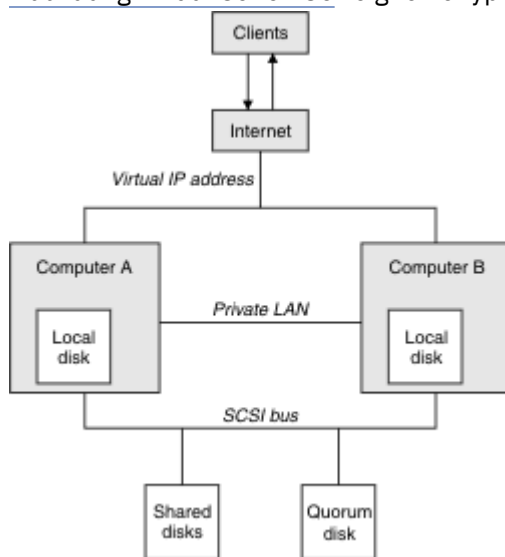 Clients
Internet
Virtual IP address
Computer A
Computer B
Private LAN
Local
disk
Local
disk
SCSI bus
Shared
disks
Quorum
disk